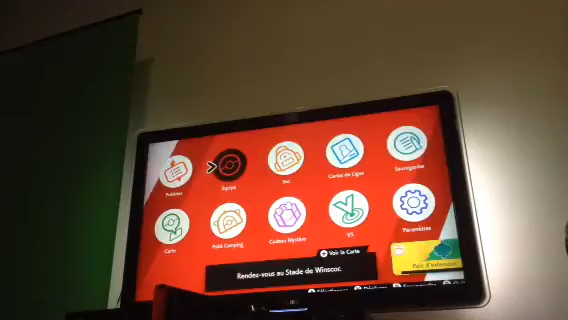 Pokédex
Équipe
Sac
Cartes de Ligue
Sauvegarder
Carte
Poké Camping
Cadeau Mystère
VS
Paramètres
Voir la Carte
Pass d'extension
Rendez-vous au Stade de Winscor.